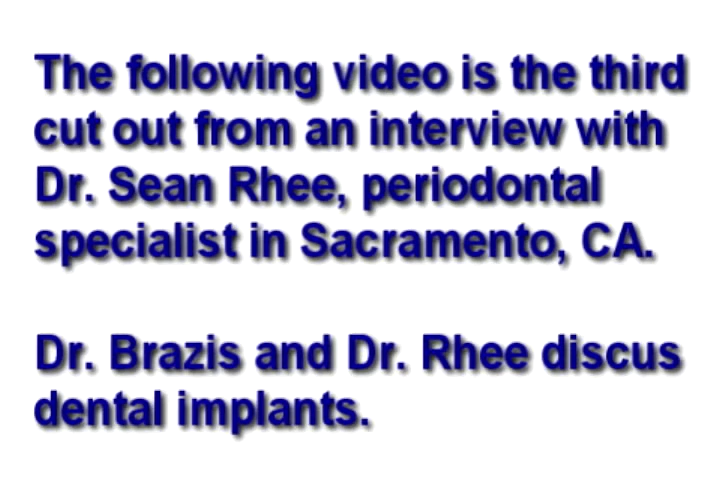 The following video is the third
cut out from an interview with
Dr. Sean Rhee, periodontal
specialist in Sacramento, CA.
Dr. Brazis and Dr. Rhee discus
dental implants.